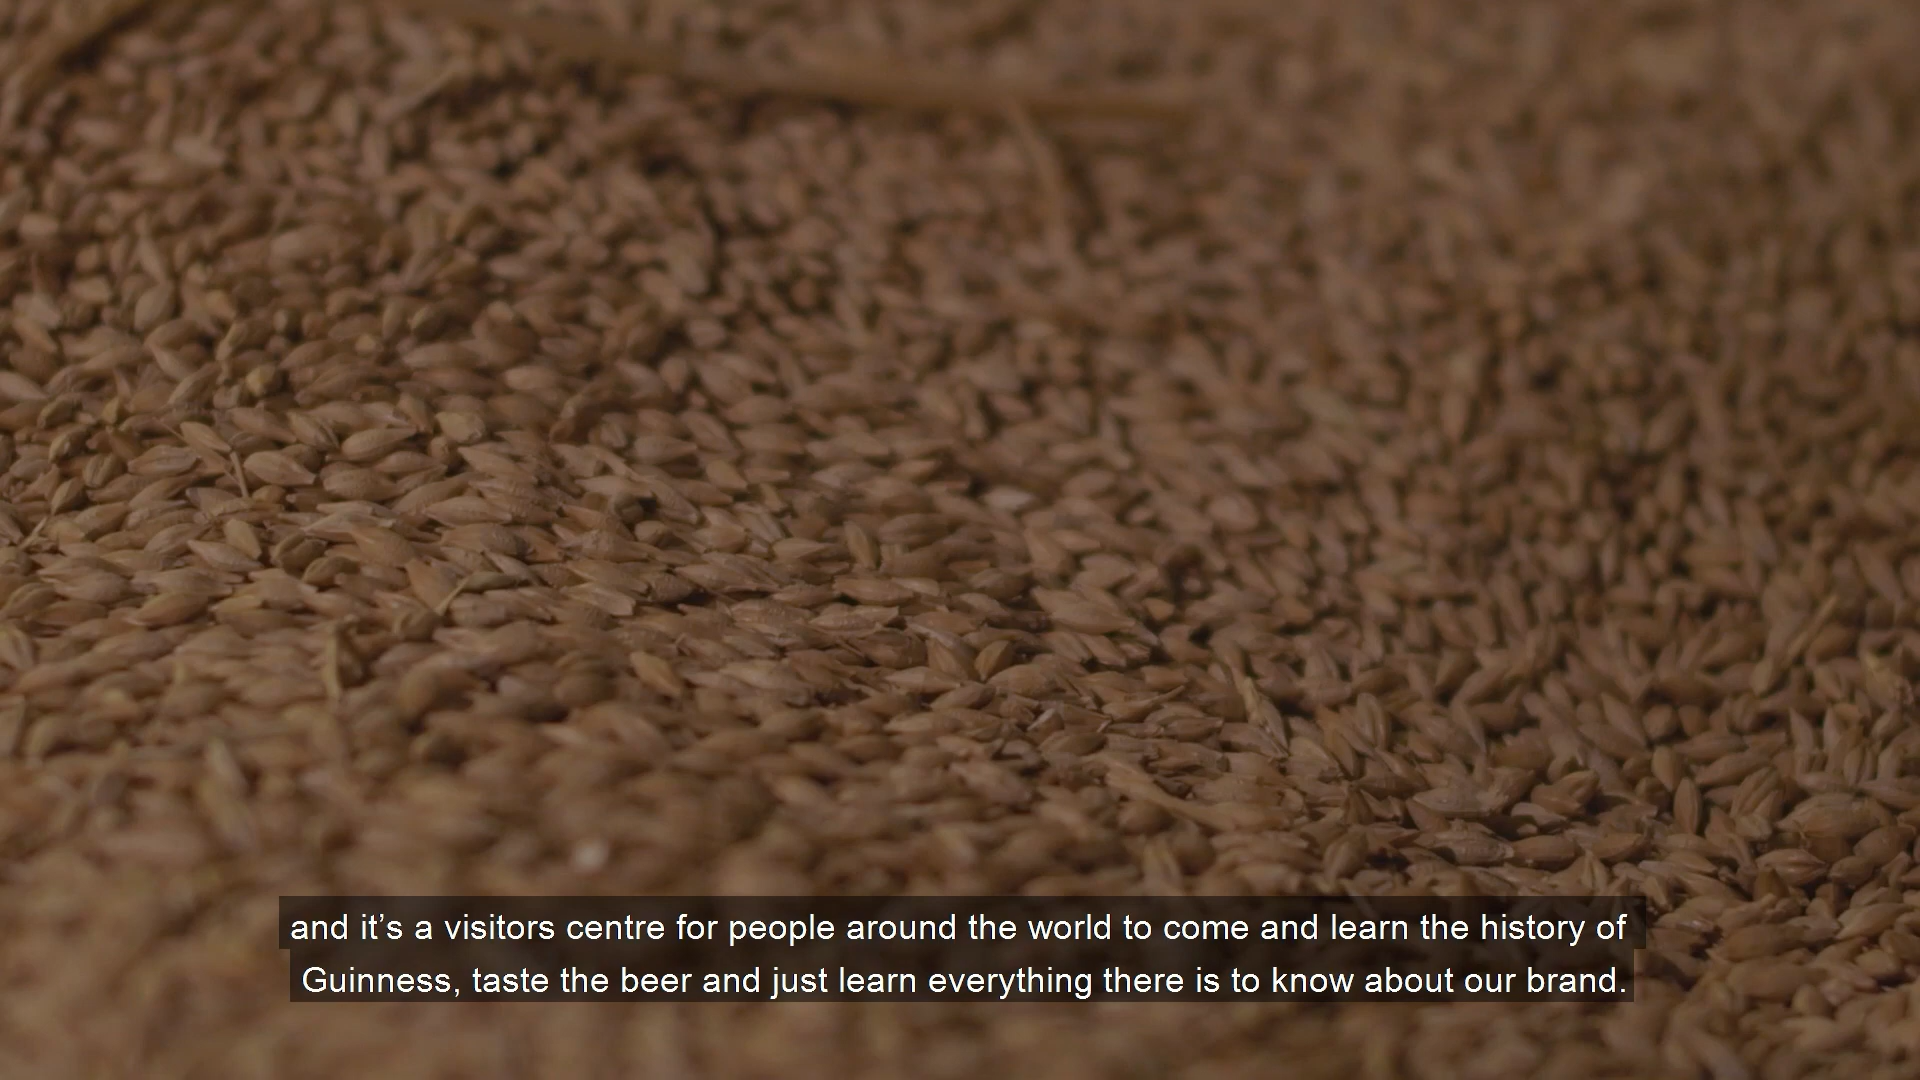 and it’s a visitors centre for people around the world to come and learn the history of
Guinness, taste the beer and just learn everything there is to know about our brand.